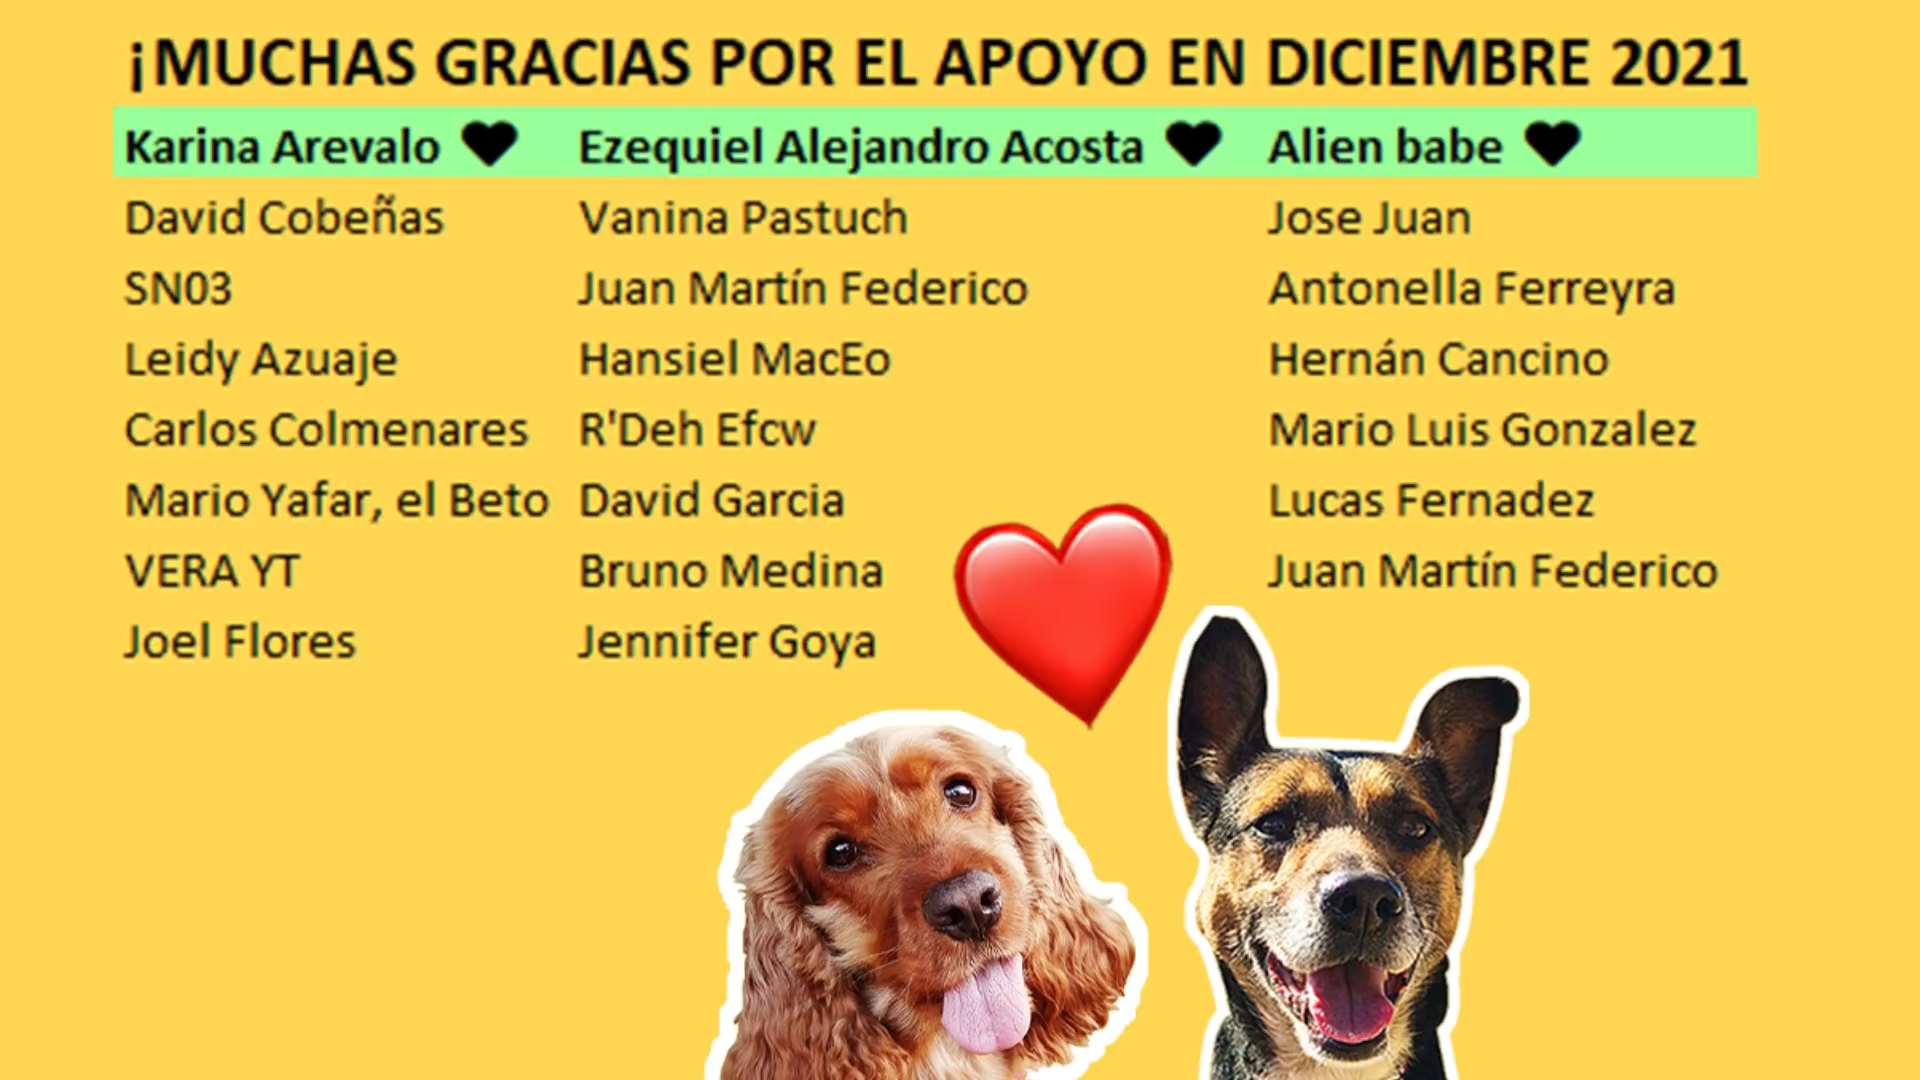 ¡MUCHAS GRACIAS POR EL APOYO EN DICIEMBRE 2021
Karina Arevalo ♥ Ezequiel Alejandro Acosta ♥ Alien babe ♥
David Cobeñas Vanina Pastuch Jose Juan
SN03 Juan Martín Federico Antonella Ferreyra
Leidy Azuaje Hansiel MacEo Hernán Cancino
Carlos Colmenares R'Deh Efcw Mario Luis Gonzalez
Mario Yafar, el Beto David Garcia Lucas Fernadez
VERA YT Bruno Medina Juan Martín Federico
Joel Flores Jennifer Goya